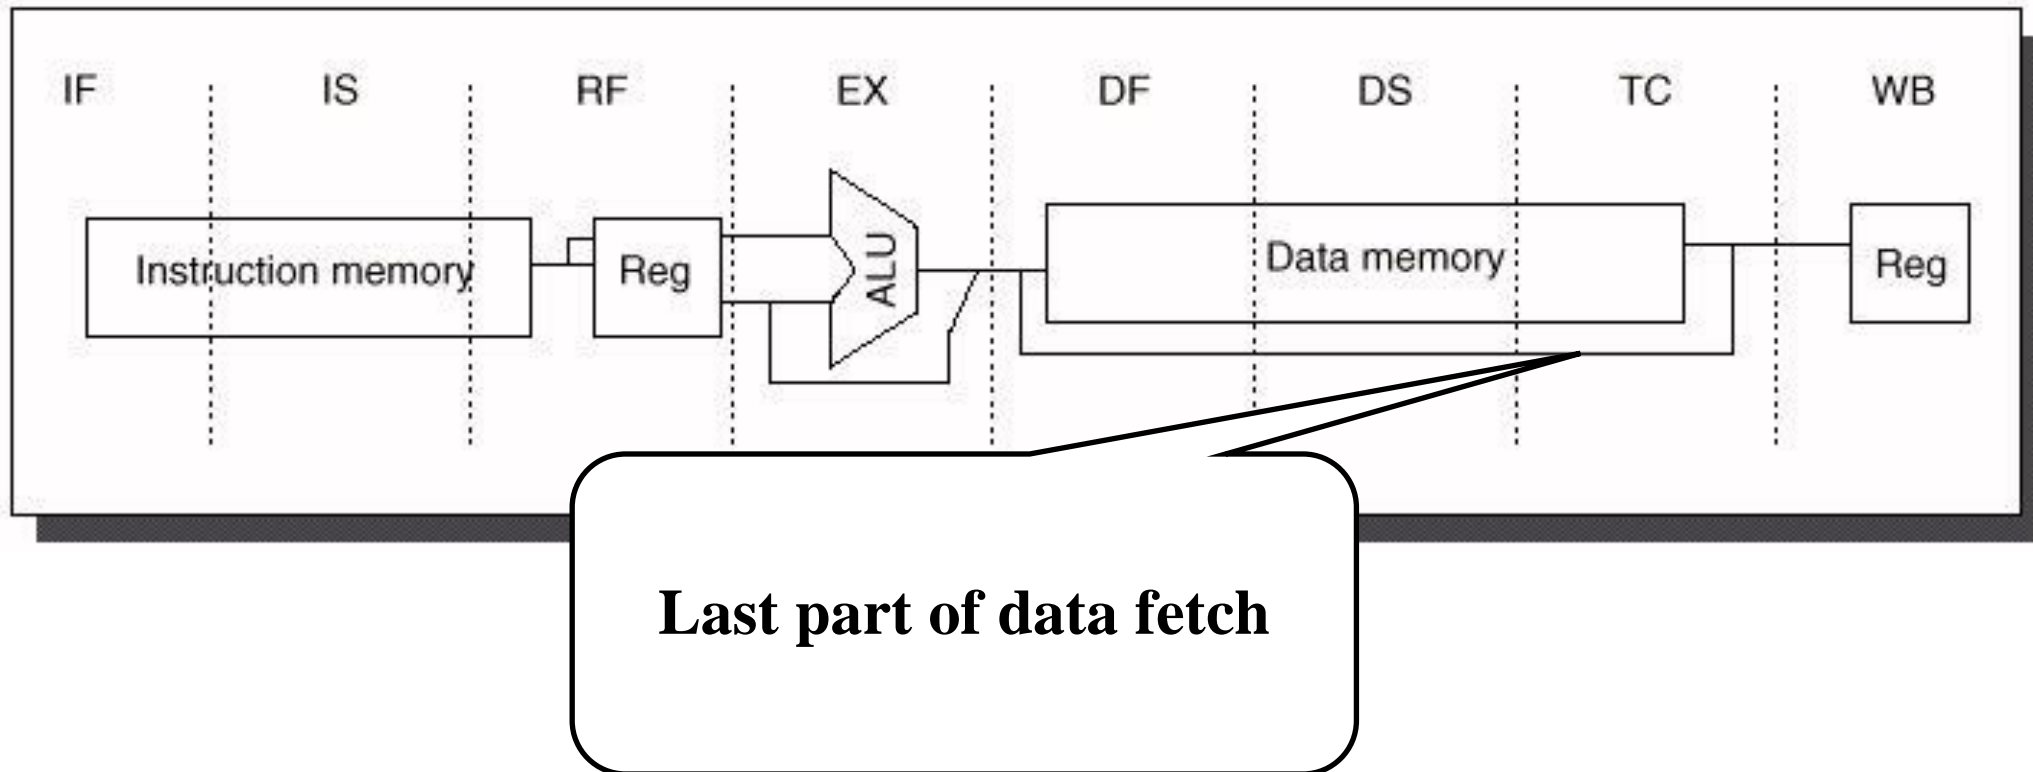 IF IS RF EX DF DS TC WB
Instruction memory
Reg
ALU
Data memory
Reg
Last part of data fetch